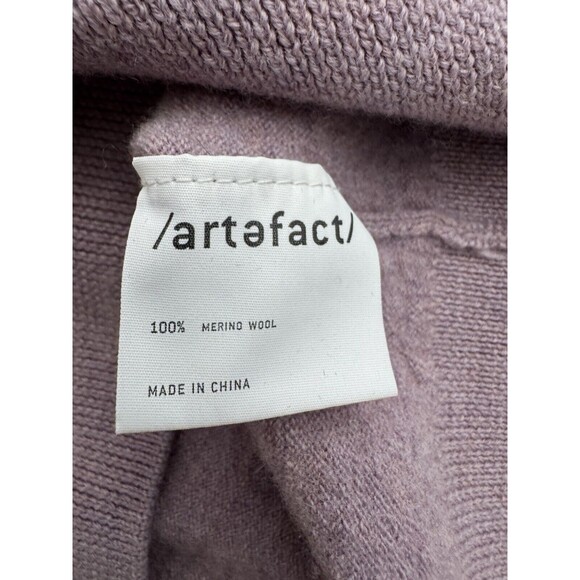 /artəfact/
100% MERINO WOOL
MADE IN CHINA